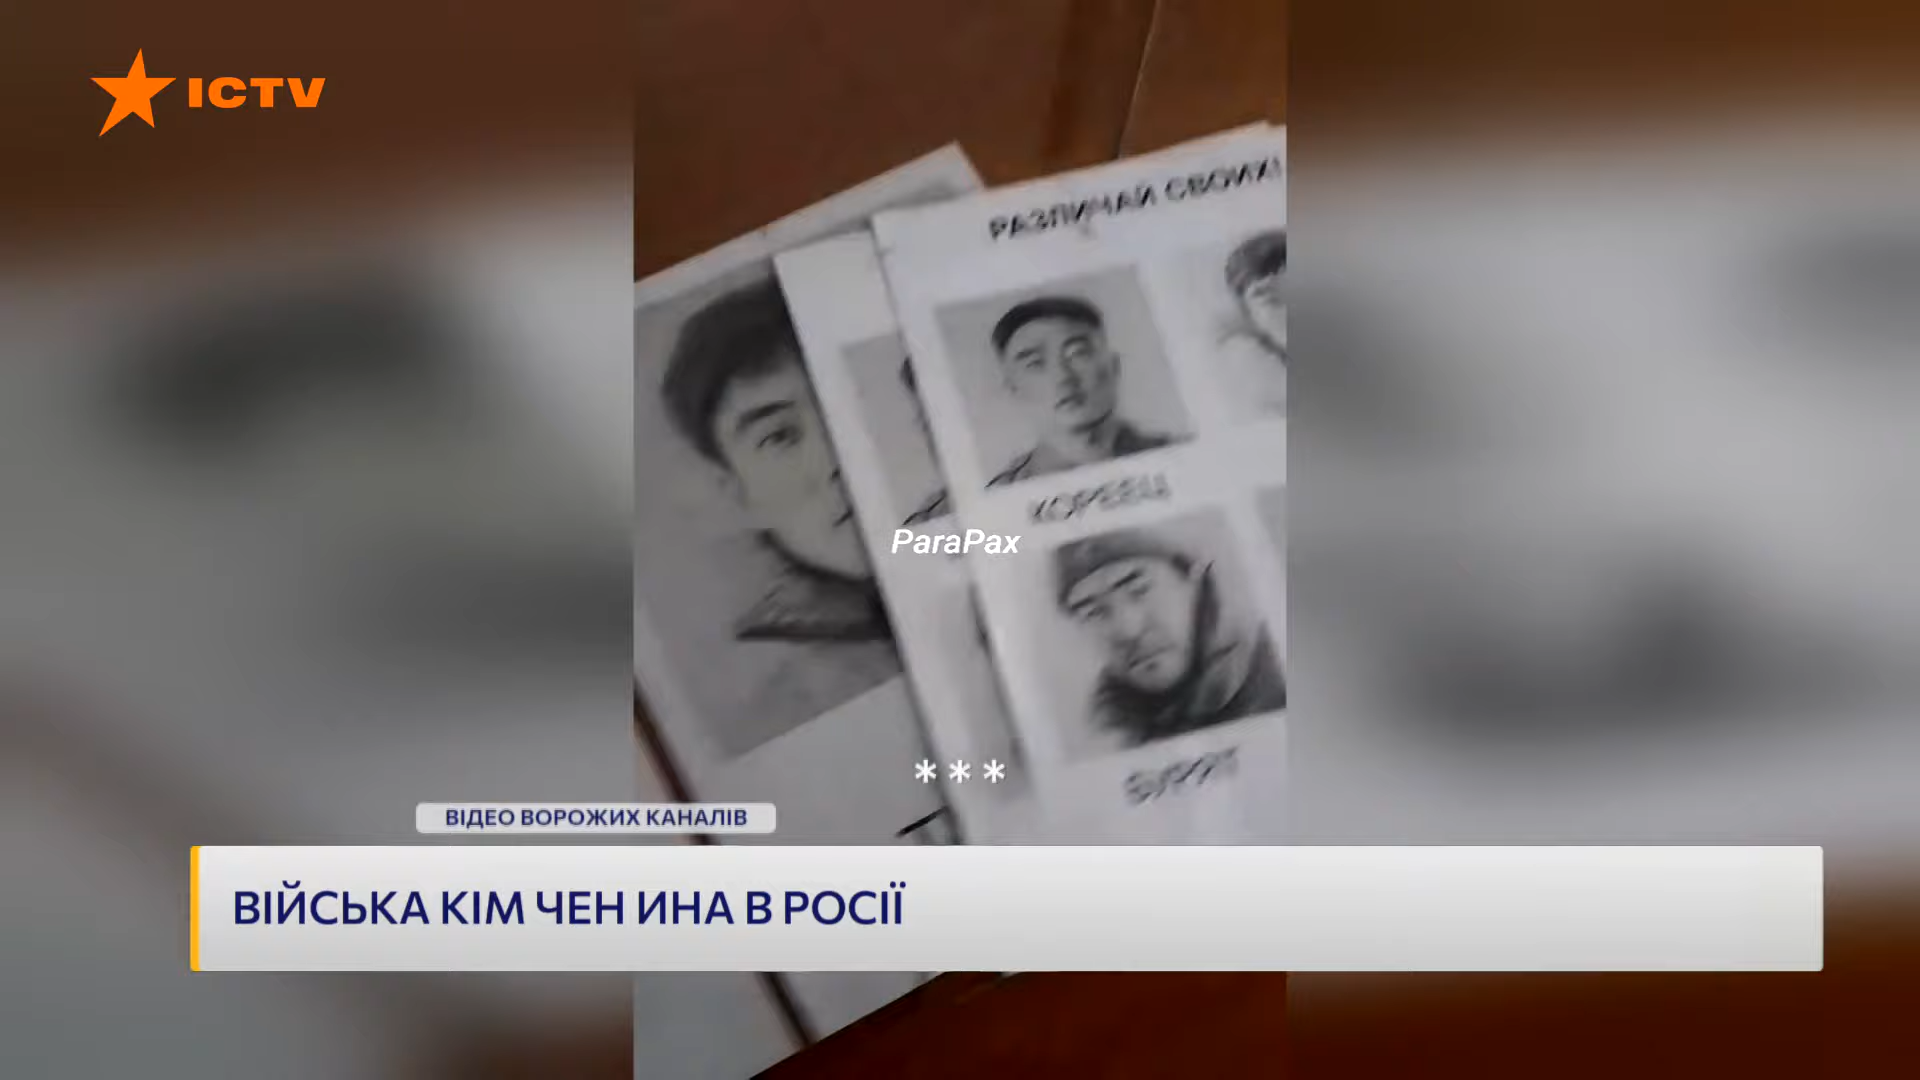 ICTV
РАЗЛИЧАЙ СВОИХ!
КОРЕЕЦ
ParaPax
БУРЯТ
***
ВІДЕО ВОРОЖИХ КАНАЛІВ
ВІЙСЬКА КІМ ЧЕН ИНА В РОСІЇ